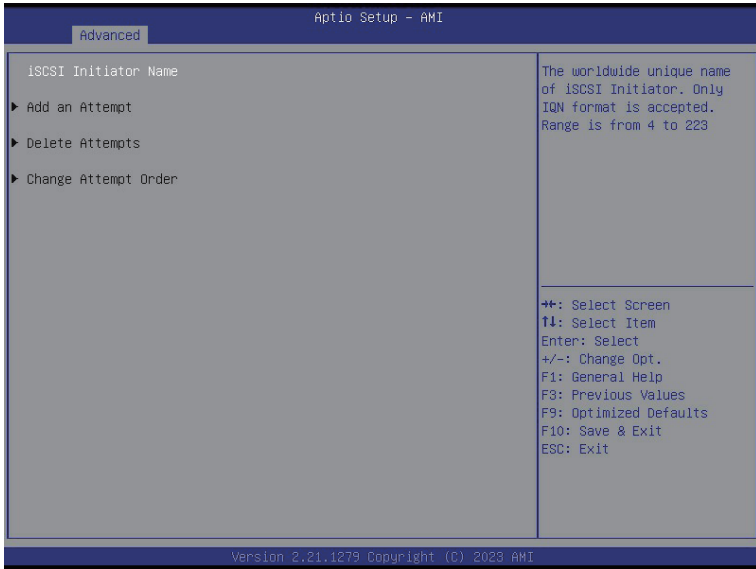 Aptio Setup – AMI
Advanced
iSCSI Initiator Name
▶ Add an Attempt
▶ Delete Attempts
▶ Change Attempt Order
The worldwide unique name
of iSCSI Initiator. Only
IQN format is accepted.
Range is from 4 to 223
→←: Select Screen
↑↓: Select Item
Enter: Select
+/-: Change Opt.
F1: General Help
F3: Previous Values
F9: Optimized Defaults
F10: Save & Exit
ESC: Exit
Version 2.21.1279 Copyright (C) 2023 AMI